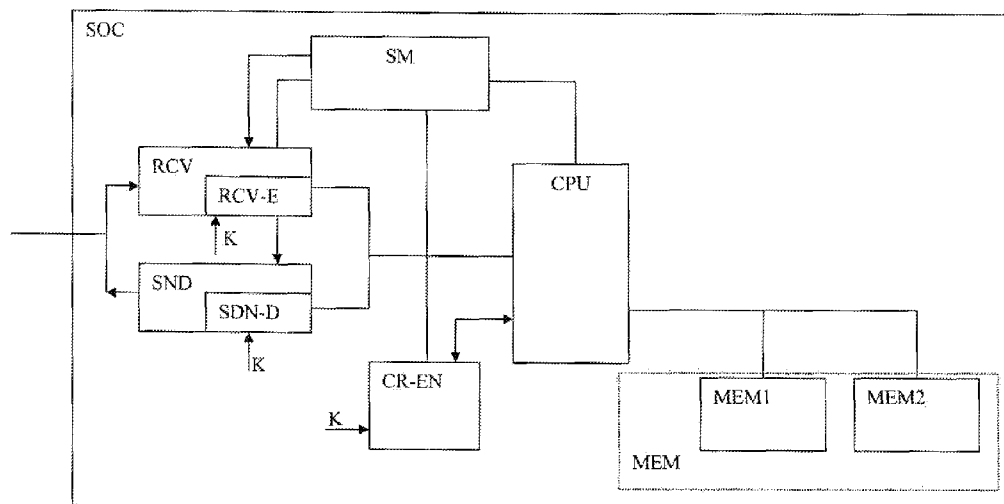 SOC
SM
RCV
RCV-E
CPU
K
SND
SDN-D
K
CR-EN
K
MEM1
MEM2
MEM